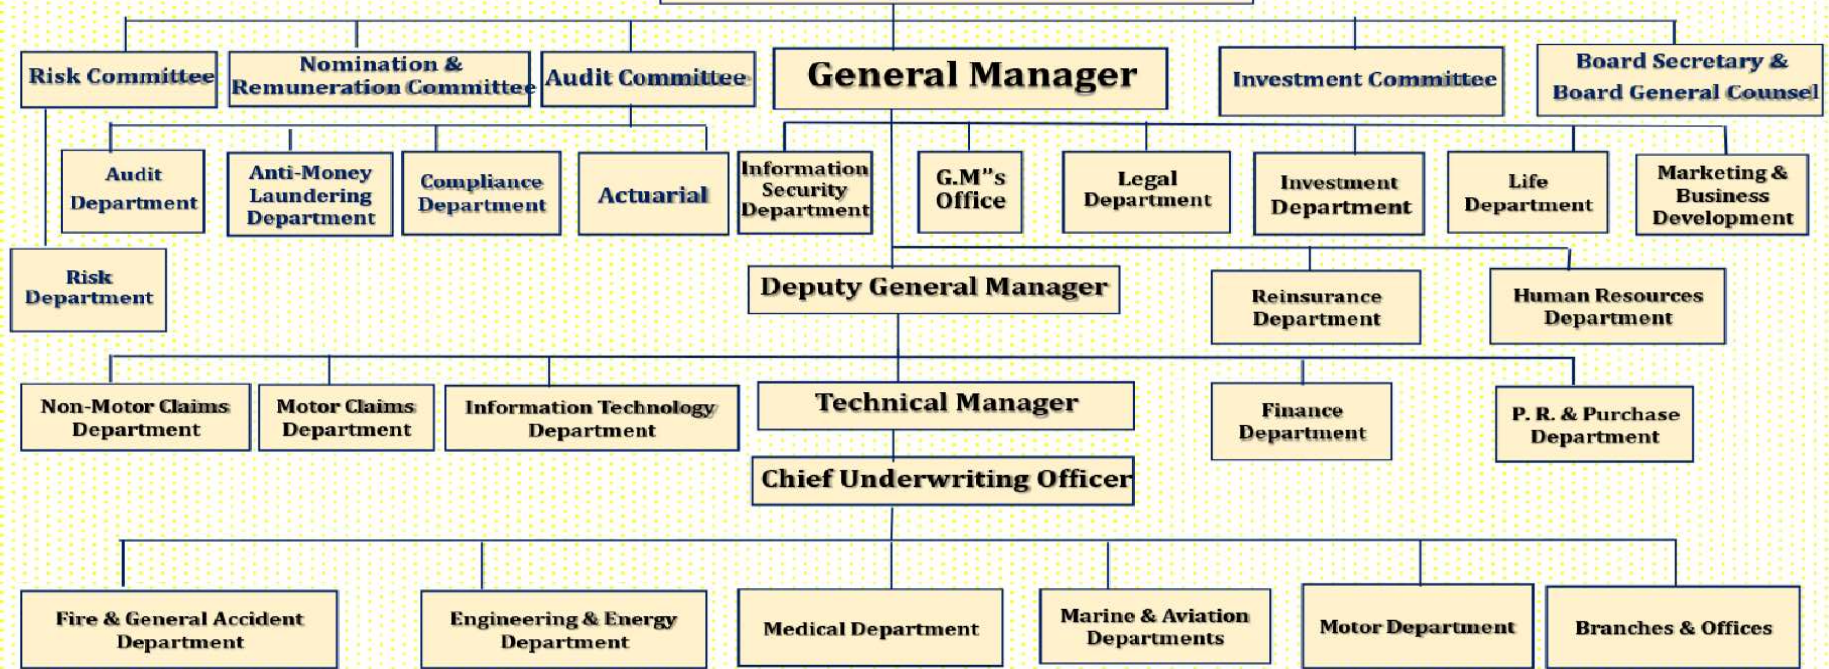 Risk Committee
Nomination &
Remuneration Committee
Audit Committee
General Manager
Investment Committee
Board Secretary &
Board General Counsel
Audit
Department
Anti-Money
Laundering
Department
Compliance
Department
Actuarial
Information
Security
Department
G.M"s
Office
Legal
Department
Investment
Department
Life
Department
Marketing &
Business
Development
Risk
Department
Deputy General Manager
Reinsurance
Department
Human Resources
Department
Non-Motor Claims
Department
Motor Claims
Department
Information Technology
Department
Technical Manager
Finance
Department
P. R. & Purchase
Department
Chief Underwriting Officer
Fire & General Accident
Department
Engineering & Energy
Department
Medical Department
Marine & Aviation
Departments
Motor Department
Branches & Offices